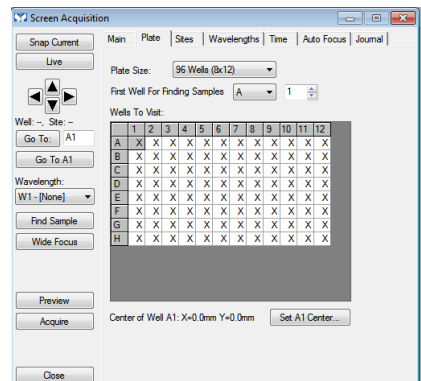 Screen Acquisition
Snap Current
Live
Well: --, Site: --
Go To: A1
Go To A1
Wavelength:
W1 - [None]
Find Sample
Wide Focus
Preview
Acquire
Close
Main Plate Sites Wavelengths Time Auto Focus Journal
Plate Size: 96 Wells (8x12)
First Well For Finding Samples A 1
Wells To Visit:
1 2 3 4 5 6 7 8 9 10 11 12
A X X X X X X X X X X X X
B X X X X X X X X X X X X
C X X X X X X X X X X X X
D X X X X X X X X X X X X
E X X X X X X X X X X X X
F X X X X X X X X X X X X
G X X X X X X X X X X X X
H X X X X X X X X X X X X
Center of Well A1: X=0.0mm Y=0.0mm Set A1 Center...